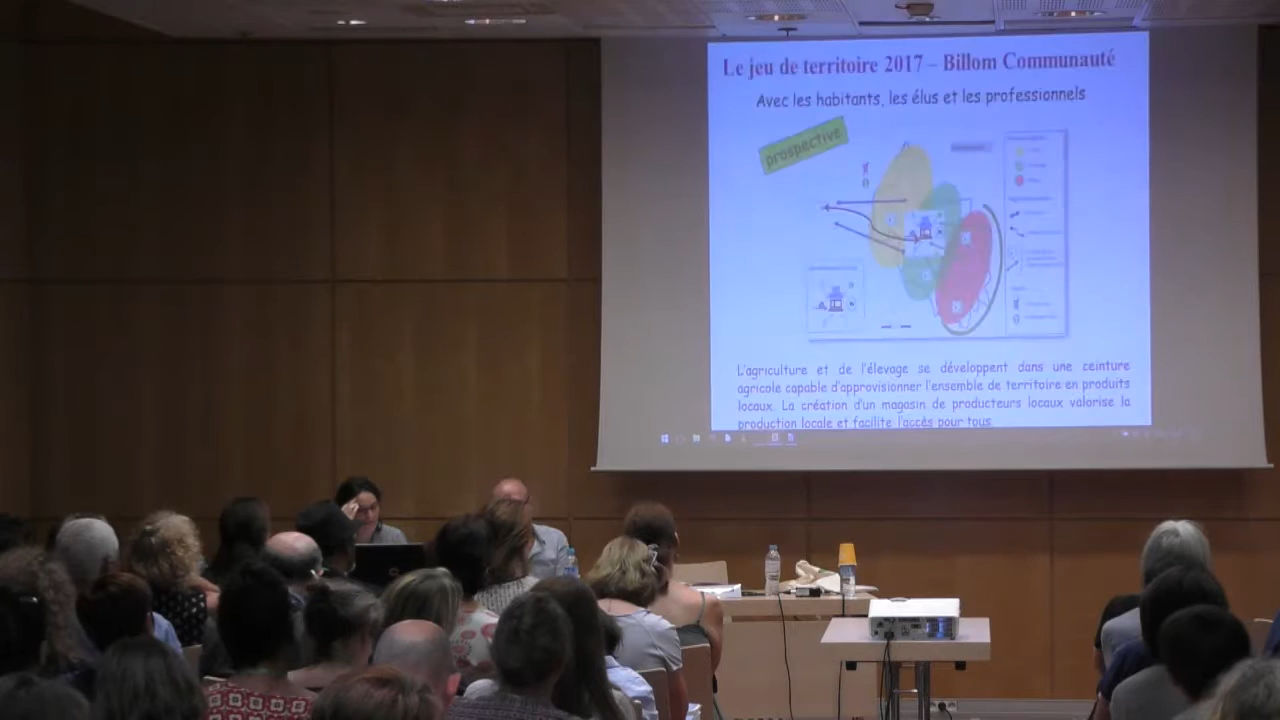 Le jeu de territoire 2017 – Billom Communauté
Avec les habitants, les élus et les professionnels
prospective
L'agriculture et de l'élevage se développent dans une ceinture
agricole capable d'approvisionner l'ensemble de territoire en produits
locaux. La création d'un magasin de producteurs locaux valorise la
production locale et facilite l'accès pour tous